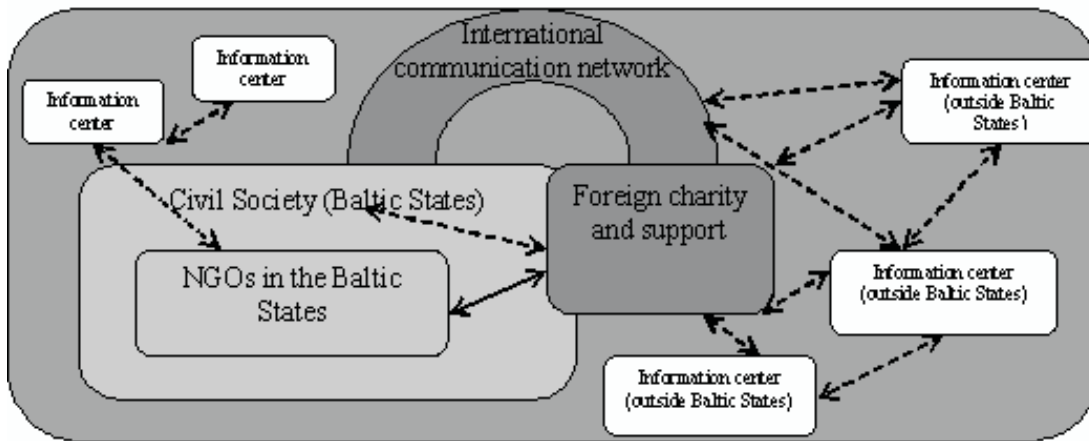 International
communication network
Information
center
Information
center
Information center
(outside Baltic
States)
Civil Society (Baltic States)
Foreign charity
and support
NGOs in the Baltic
States
Information center
(outside Baltic States)
Information center
(outside Baltic States)